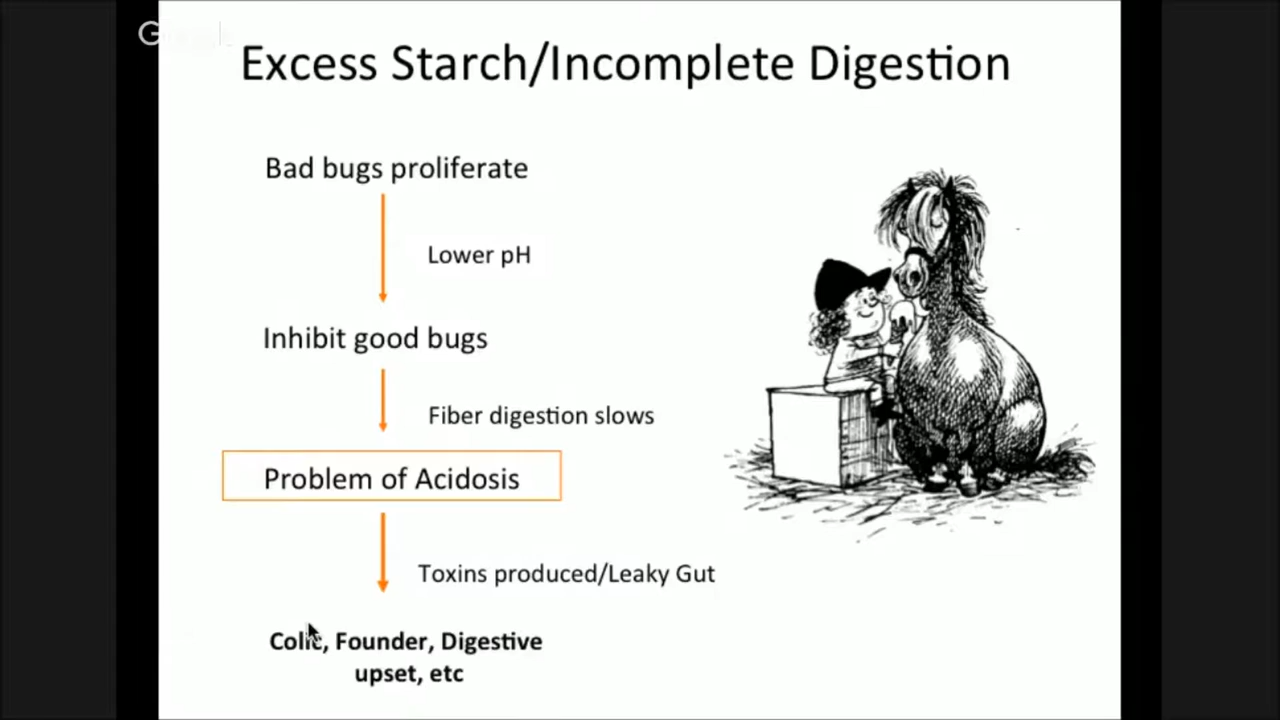 Google
Excess Starch/Incomplete Digestion
Bad bugs proliferate
Lower pH
Inhibit good bugs
Fiber digestion slows
Problem of Acidosis
Toxins produced/Leaky Gut
Colic, Founder, Digestive
upset, etc